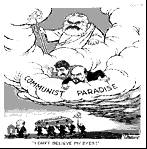 COMMUNIST PARADISE
"I CAN'T BELIEVE MY EYES!"